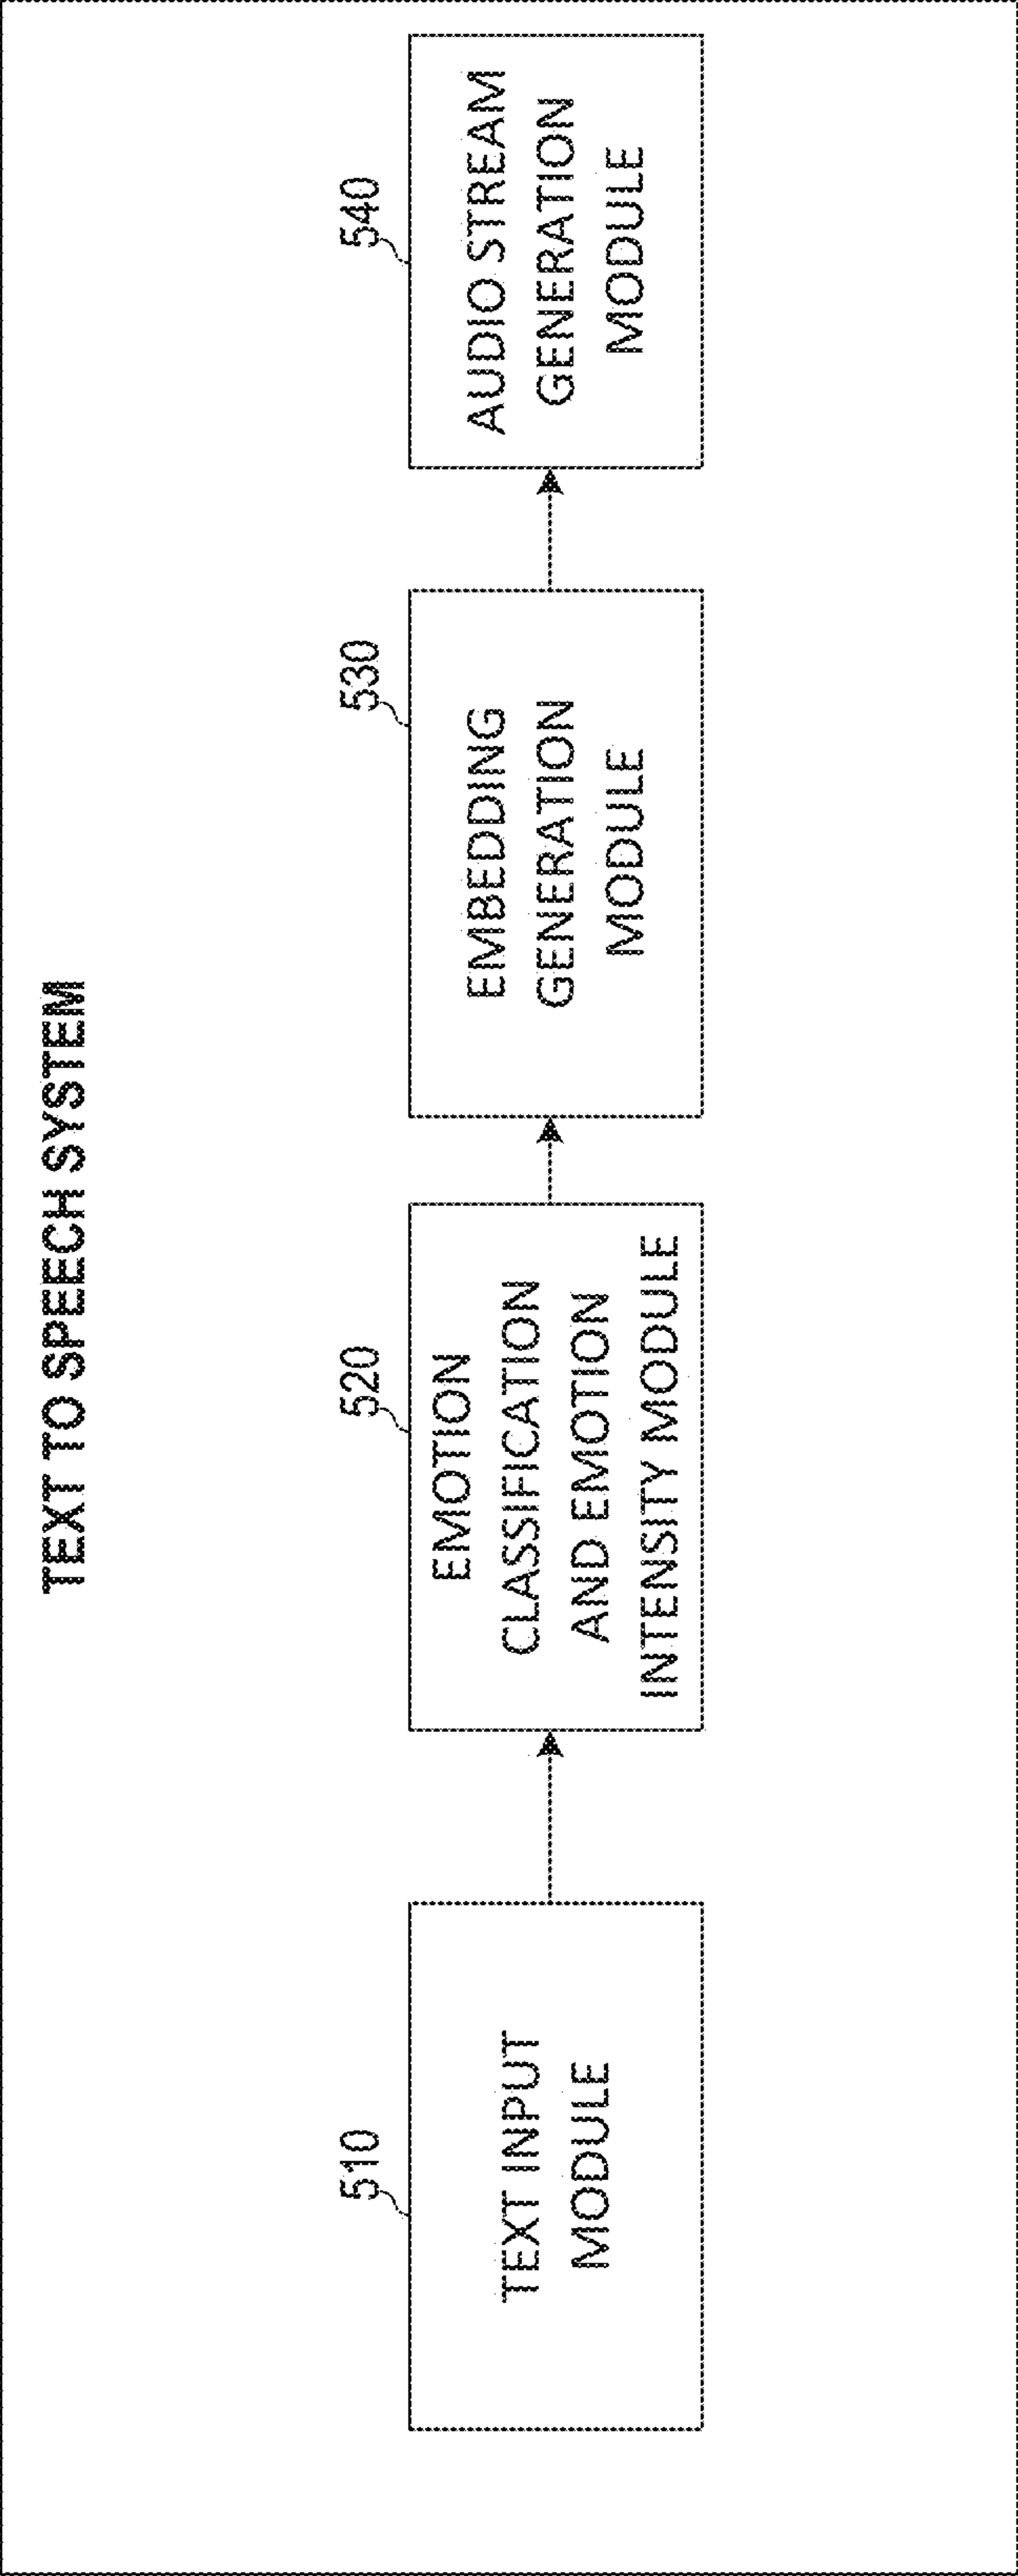 TEXT TO SPEECH SYSTEM
510
TEXT INPUT
MODULE
520
EMOTION
CLASSIFICATION
AND EMOTION
INTENSITY MODULE
530
EMBEDDING
GENERATION
MODULE
540
AUDIO STREAM
GENERATION
MODULE